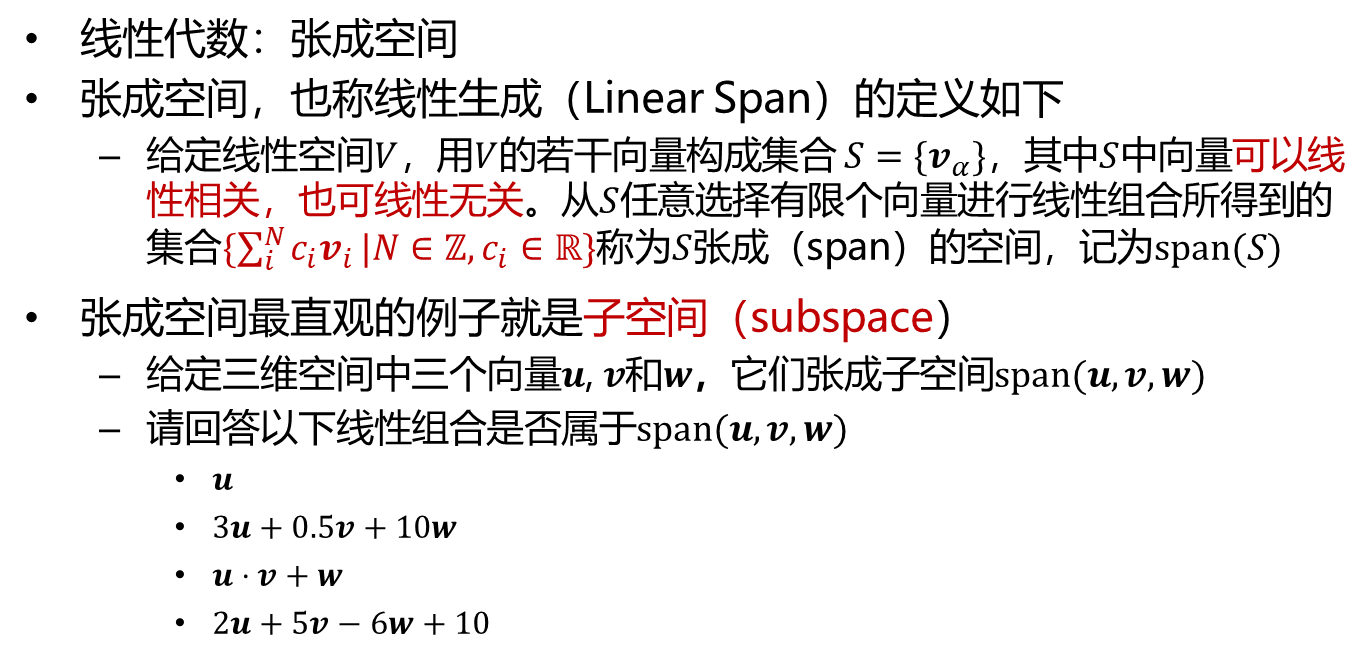 • 线性代数：张成空间
• 张成空间，也称线性生成（Linear Span）的定义如下
– 给定线性空间𝑉，用𝑉的若干向量构成集合 𝑆 = {𝒗𝛼}，其中𝑆中向量可以线
性相关，也可线性无关。从𝑆任意选择有限个向量进行线性组合所得到的
集合{∑ᵢᴺ 𝑐ᵢ𝒗ᵢ |𝑁 ∈ ℤ, 𝑐ᵢ ∈ ℝ}称为𝑆张成（span）的空间，记为span(𝑆)
• 张成空间最直观的例子就是子空间（subspace）
– 给定三维空间中三个向量𝒖, 𝒗和𝒘，它们张成子空间span(𝒖, 𝒗, 𝒘)
– 请回答以下线性组合是否属于span(𝒖, 𝒗, 𝒘)
• 𝒖
• 3𝒖 + 0.5𝒗 + 10𝒘
• 𝒖 · 𝒗 + 𝒘
• 2𝒖 + 5𝒗 − 6𝒘 + 10